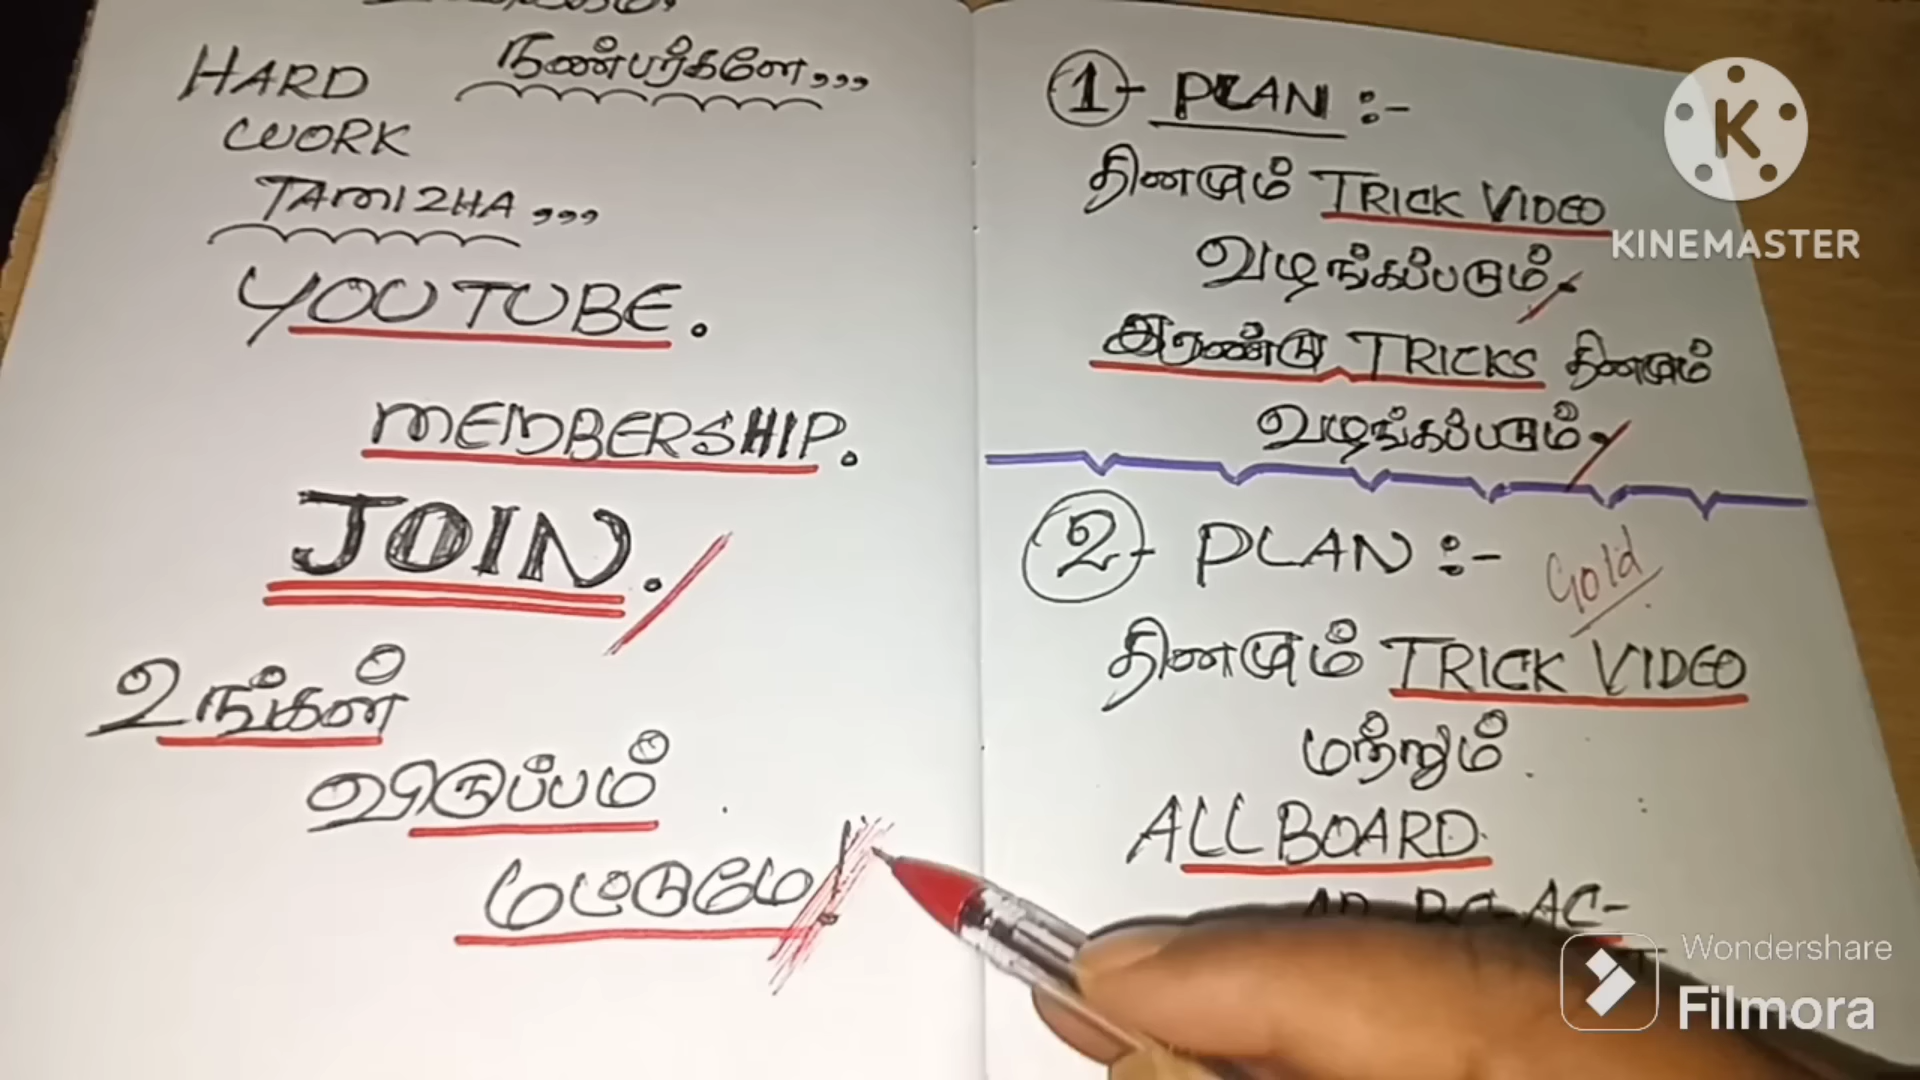 HARD நண்பர்களே,,,
WORK
TAMIZHA,,,
YOUTUBE.
MEMBERSHIP.
JOIN.
உங்கள்
விருப்பம்
மட்டுமே!
1- PLAN :-
தினமும் TRICK VIDEO
வழங்கப்படும்.
இரண்டு TRICKS தினமும்
வழங்கப்படும்.
2- PLAN :- Gold
தினமும் TRICK VIDEO
மற்றும்
ALL BOARD
KINEMASTER
Wondershare
Filmora